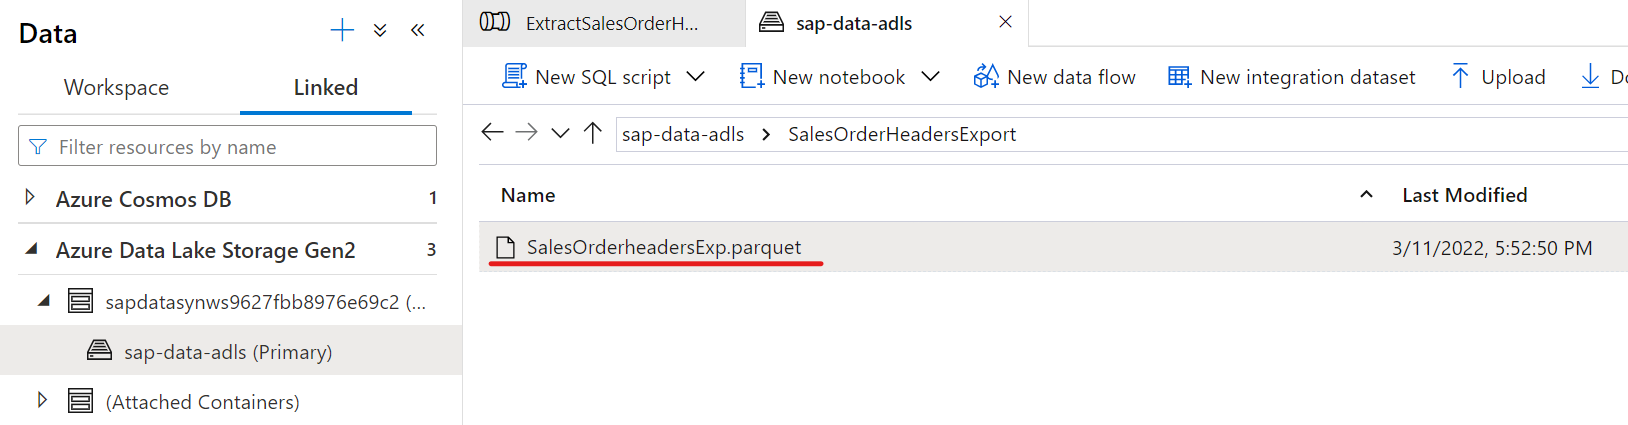 Data
Workspace
Linked
Filter resources by name
Azure Cosmos DB 1
Azure Data Lake Storage Gen2 3
sapdatasynws9627fbb8976e69c2 (...
sap-data-adls (Primary)
(Attached Containers)
ExtractSalesOrderH...
sap-data-adls
New SQL script
New notebook
New data flow
New integration dataset
Upload
Do
sap-data-adls > SalesOrderHeadersExport
Name
Last Modified
SalesOrderheadersExp.parquet
3/11/2022, 5:52:50 PM